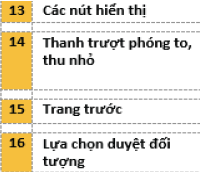 13 Các nút hiển thị
14 Thanh trượt phóng to,
thu nhỏ
15 Trang trước
16 Lựa chọn duyệt đối
tượng